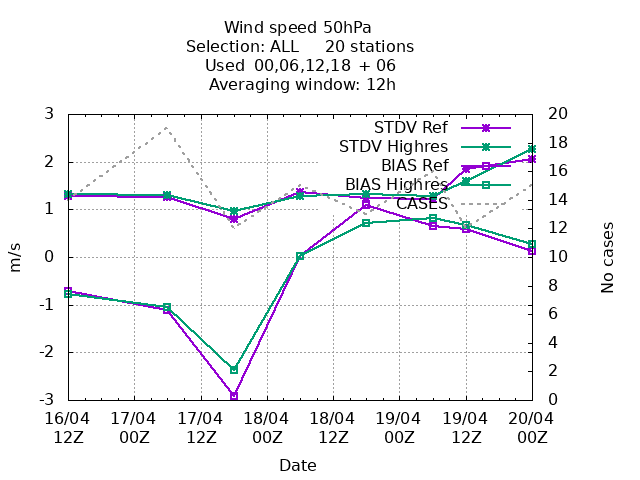 Wind speed 50hPa
Selection: ALL 20 stations
Used 00,06,12,18 + 06
Averaging window: 12h
3
2
1
0
-1
-2
-3
m/s
20
18
16
14
12
10
8
6
4
2
0
No cases
STDV Ref
STDV Highres
BIAS Ref
BIAS Highres
CASES
16/04 17/04 17/04 18/04 18/04 19/04 19/04 20/04
12Z 00Z 12Z 00Z 12Z 00Z 12Z 00Z
Date